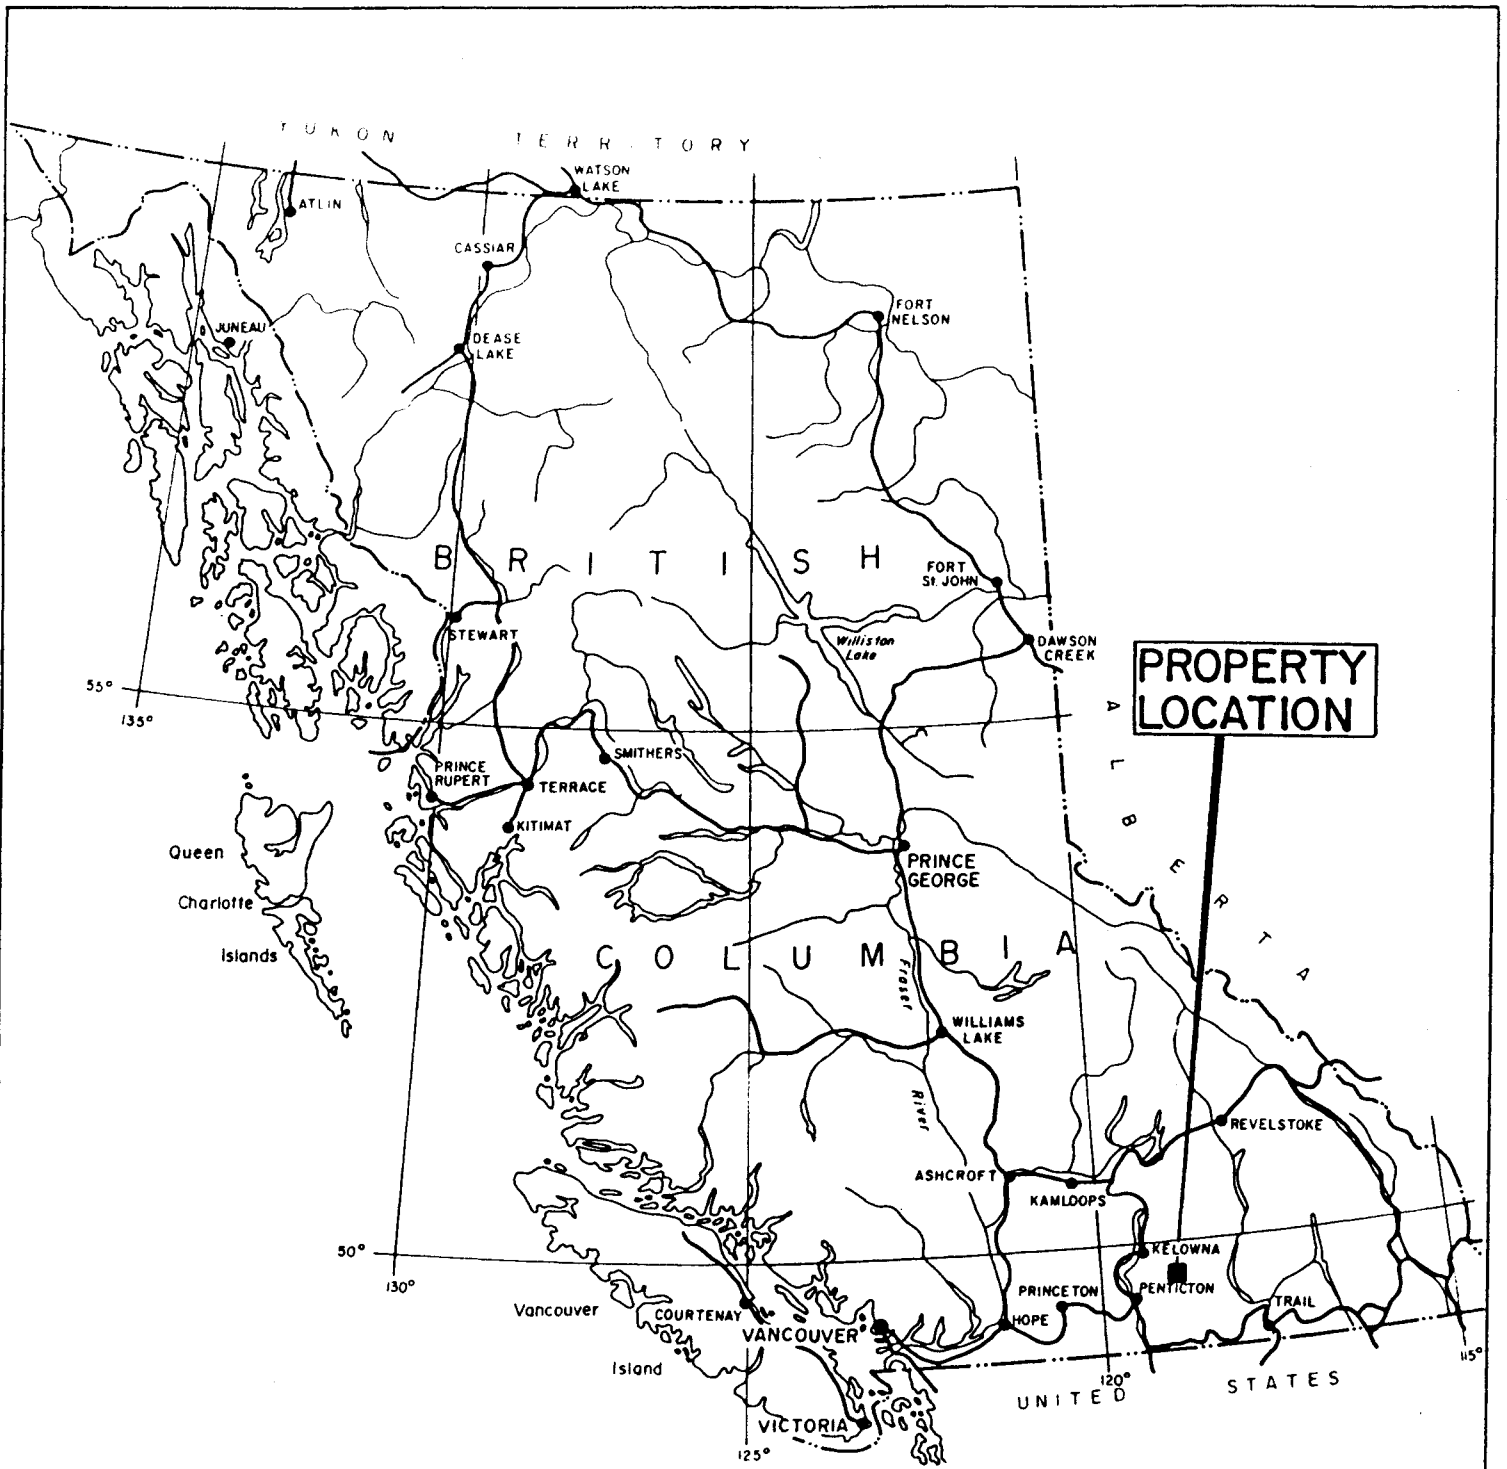 YUKON TERRITORY
WATSON
LAKE
ATLIN
CASSIAR
FORT
NELSON
JUNEAU
DEASE
LAKE
BRITISH
FORT
St. JOHN
STEWART
Williston
Lake
DAWSON
CREEK
PROPERTY
LOCATION
55°
135°
ALBERTA
PRINCE
RUPERT
SMITHERS
TERRACE
KITIMAT
Queen
Charlotte
Islands
PRINCE
GEORGE
COLUMBIA
Fraser
River
WILLIAMS
LAKE
REVELSTOKE
ASHCROFT
KAMLOOPS
50°
130°
KELOWNA
PENTICTON
PRINCETON
HOPE
TRAIL
Vancouver
Island
COURTENAY
VANCOUVER
VICTORIA
125°
120°
115°
UNITED STATES